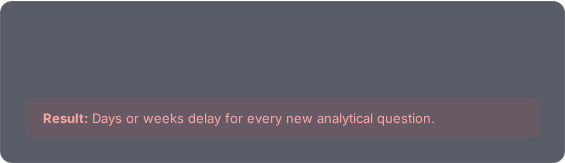 Result: Days or weeks delay for every new analytical question.